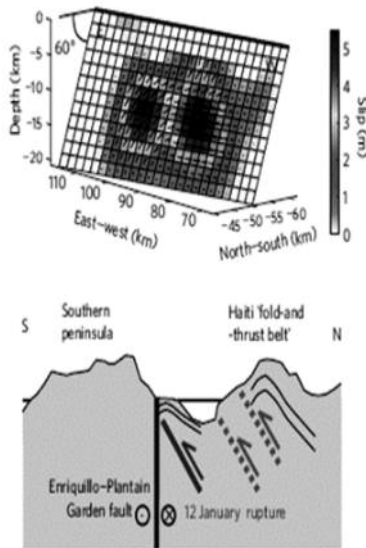 0
-5
-10
-15
-20
Depth (km)
60°
110
100
90
80
70
East-west (km)
-45
-50
-55
-60
North-south (km)
5
4
3
2
1
0
Slip (m)
Southern
peninsula
Haiti 'fold-and
-thrust belt'
S
N
Enriquillo-Plantain
Garden fault
12 January rupture